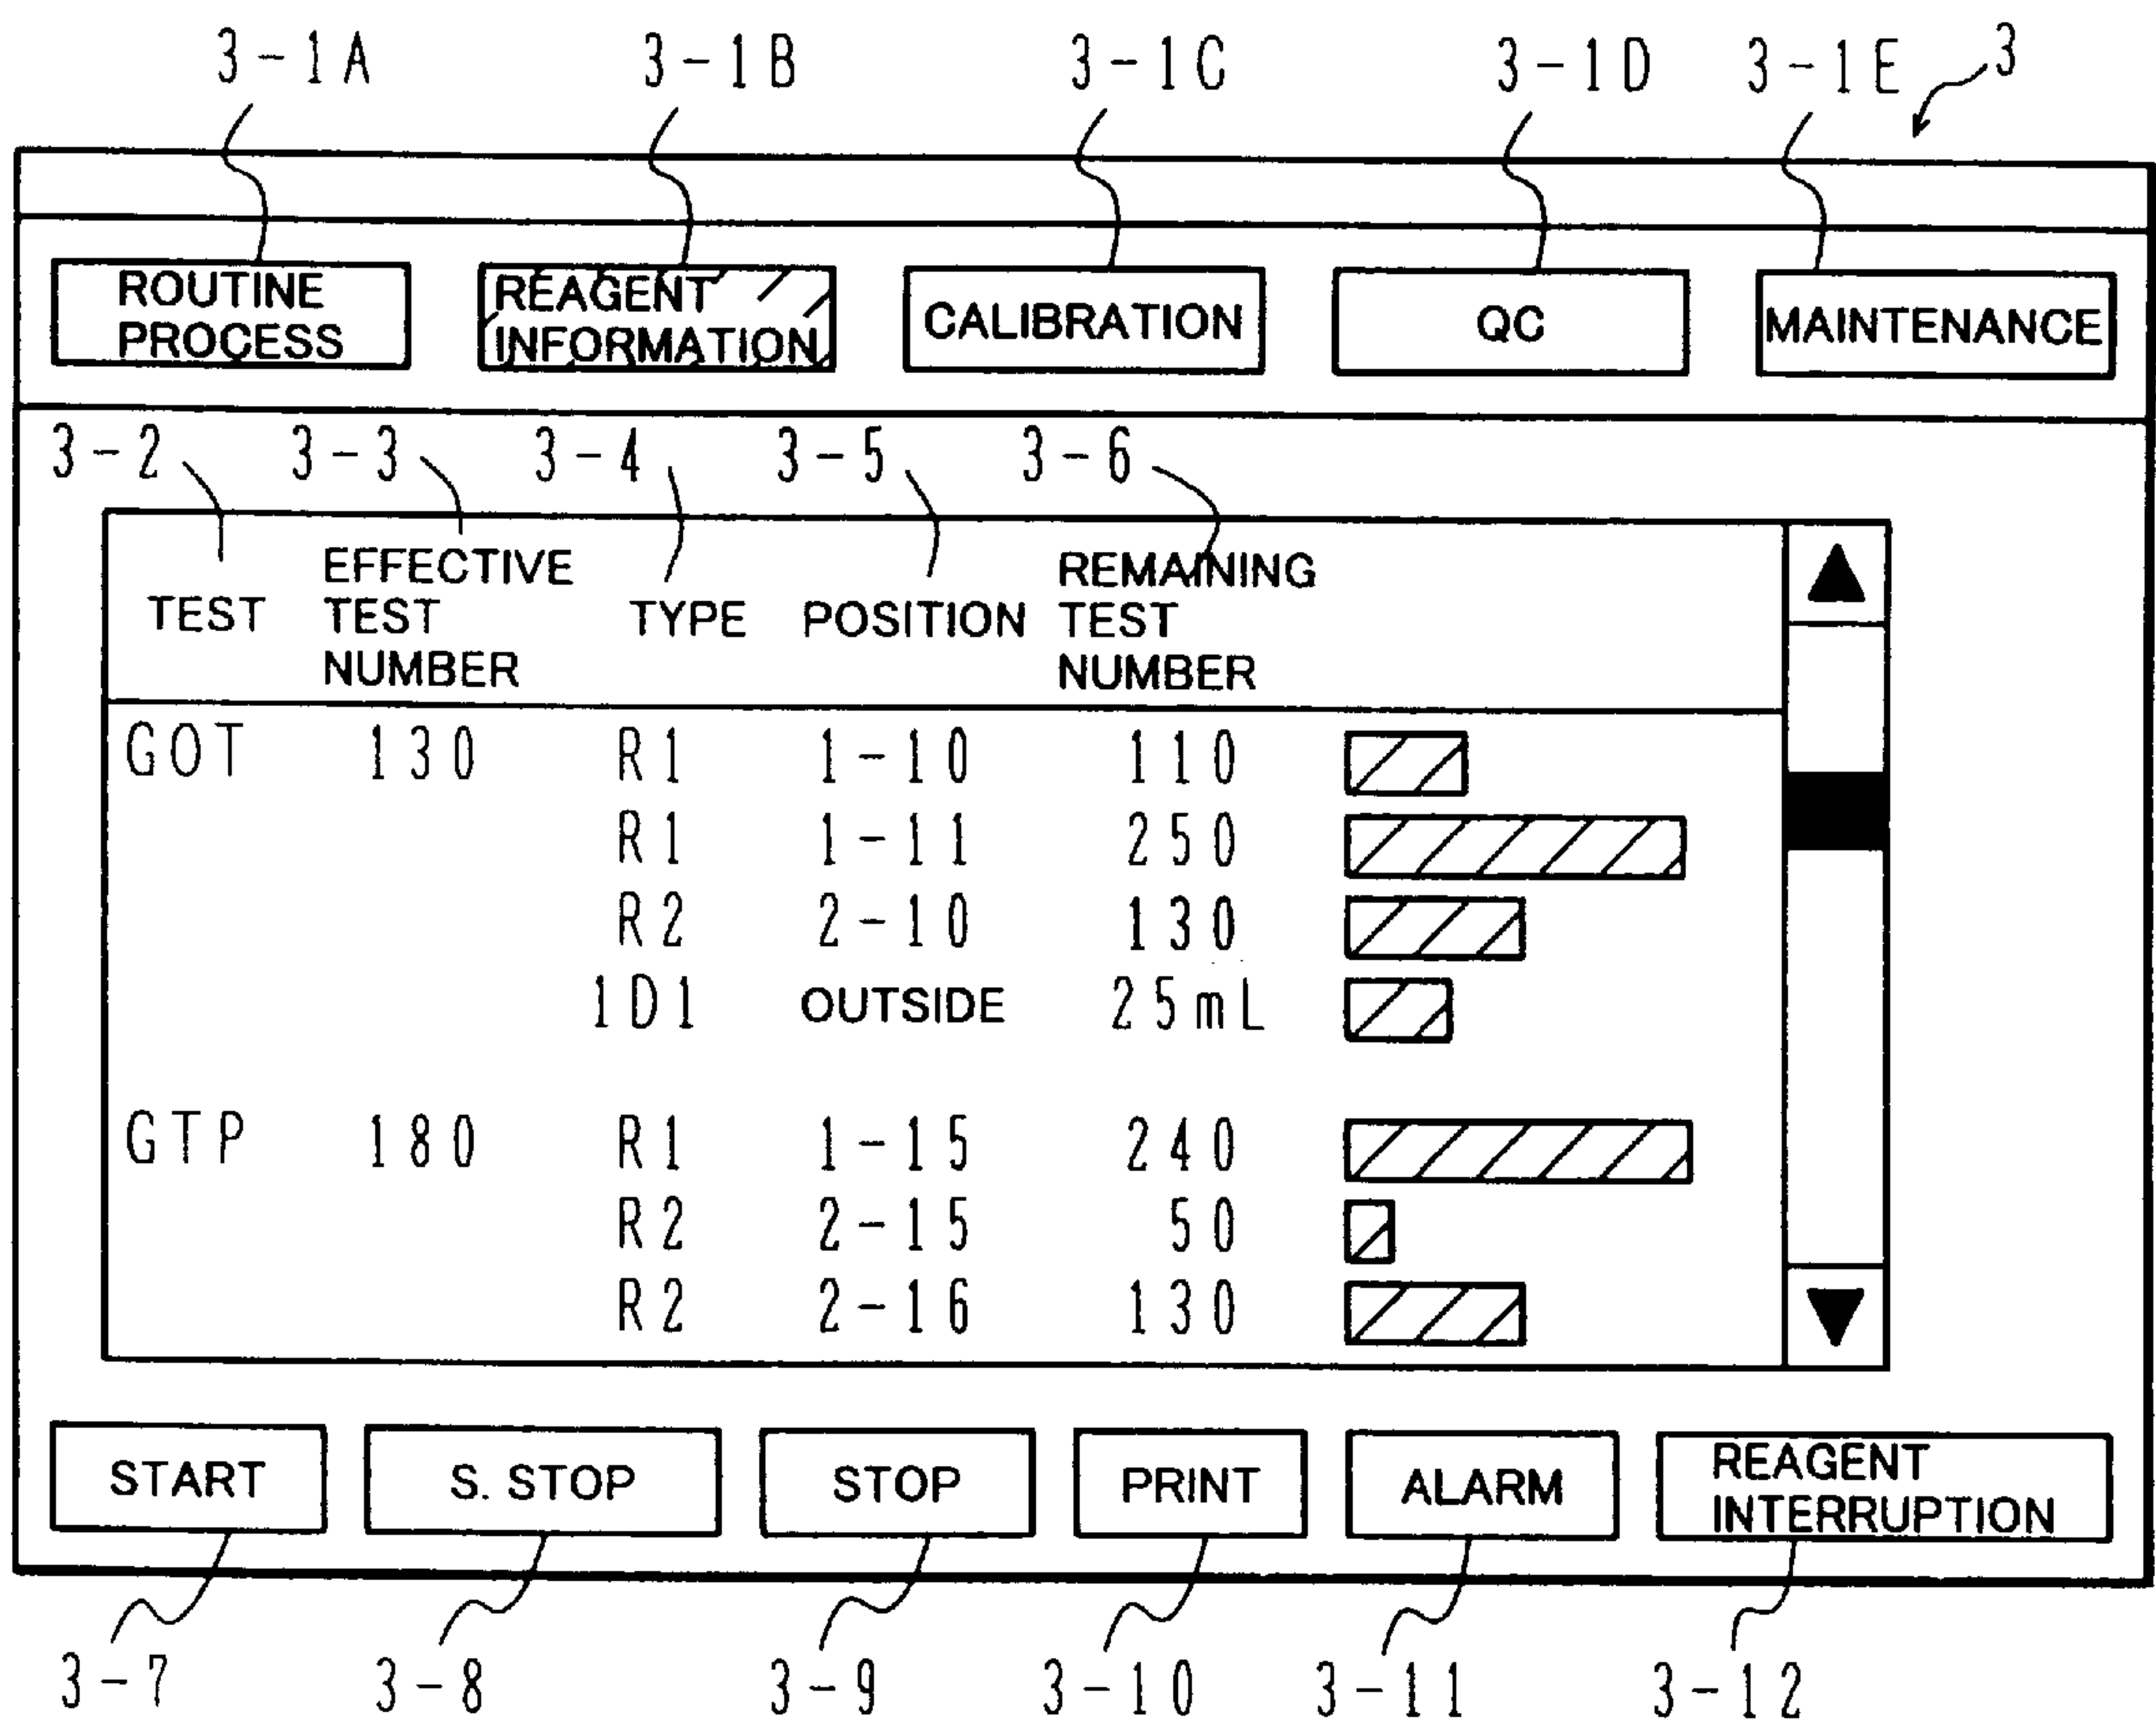 3-1A 3-1B 3-1C 3-1D 3-1E 3
ROUTINE
PROCESS
REAGENT
INFORMATION
CALIBRATION
QC
MAINTENANCE
3-2 3-3 3-4 3-5 3-6
TEST
EFFECTIVE
TEST
NUMBER
TYPE
POSITION
REMAINING
TEST
NUMBER
GOT 130 R1 1-10 110
R1 1-11 250
R2 2-10 130
1D1 OUTSIDE 25mL
GTP 180 R1 1-15 240
R2 2-15 50
R2 2-16 130
START
S. STOP
STOP
PRINT
ALARM
REAGENT
INTERRUPTION
3-7 3-8 3-9 3-10 3-11 3-12